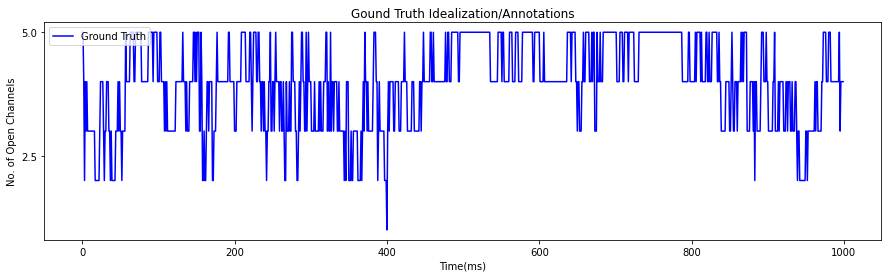 Gound Truth Idealization/Annotations
5.0
Ground Truth
No. of Open Channels
2.5
0 200 400 600 800 1000
Time(ms)